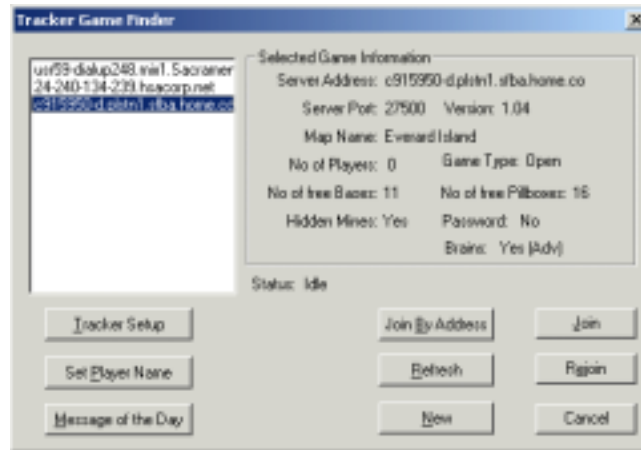 Tracker Game Finder
usr59-dialup248.mix1.Sacramer
24-240-134-239.hsacorp.net
c915950-d.plstn1.sfba.home.co
Selected Game Information
Server Address: c915950-d.plstn1.sfba.home.co
Server Port: 27500 Version: 1.04
Map Name: Everard Island
No of Players: 0 Game Type: Open
No of free Bases: 11 No of free Pillboxes: 16
Hidden Mines: Yes Password: No
Brains: Yes (Adv)
Status: Idle
Tracker Setup Join By Address Join
Set Player Name Refresh Rejoin
Message of the Day New Cancel